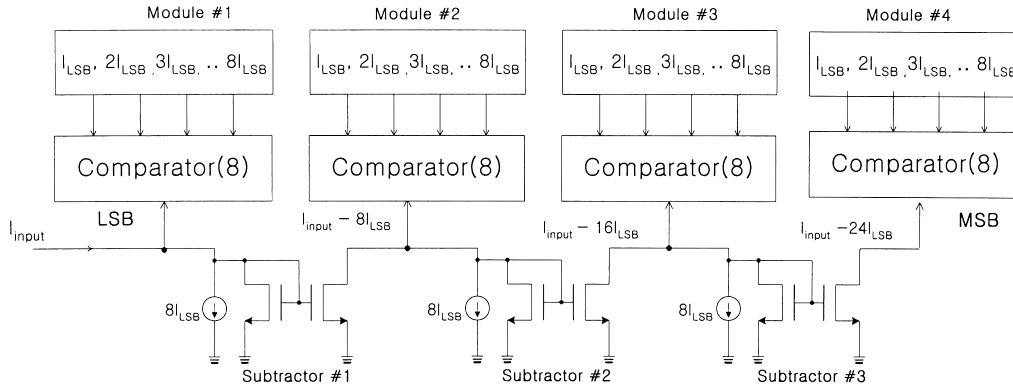 Module #1
Module #2
Module #3
Module #4
I_LSB, 2I_LSB, 3I_LSB, .. 8I_LSB
I_LSB, 2I_LSB, 3I_LSB, .. 8I_LSB
I_LSB, 2I_LSB, 3I_LSB, .. 8I_LSB
I_LSB, 2I_LSB, 3I_LSB, .. 8I_LSB
Comparator(8)
Comparator(8)
Comparator(8)
Comparator(8)
LSB
I_input
I_input - 8I_LSB
I_input - 16I_LSB
I_input -24I_LSB
MSB
8I_LSB
8I_LSB
8I_LSB
Subtractor #1
Subtractor #2
Subtractor #3